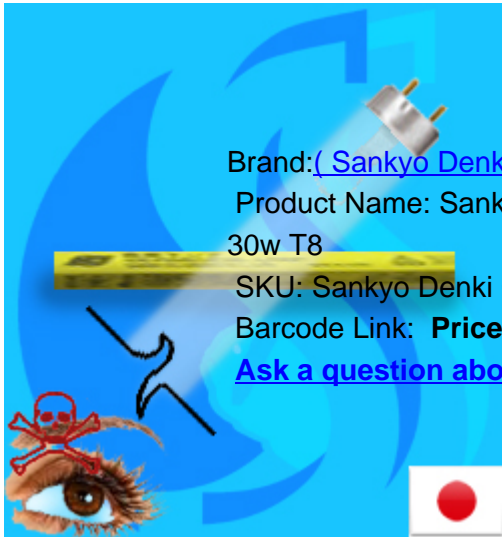 Brand:( Sankyo Denk
Product Name: Sank
30w T8
SKU: Sankyo Denki
Barcode Link: Price
Ask a question abo